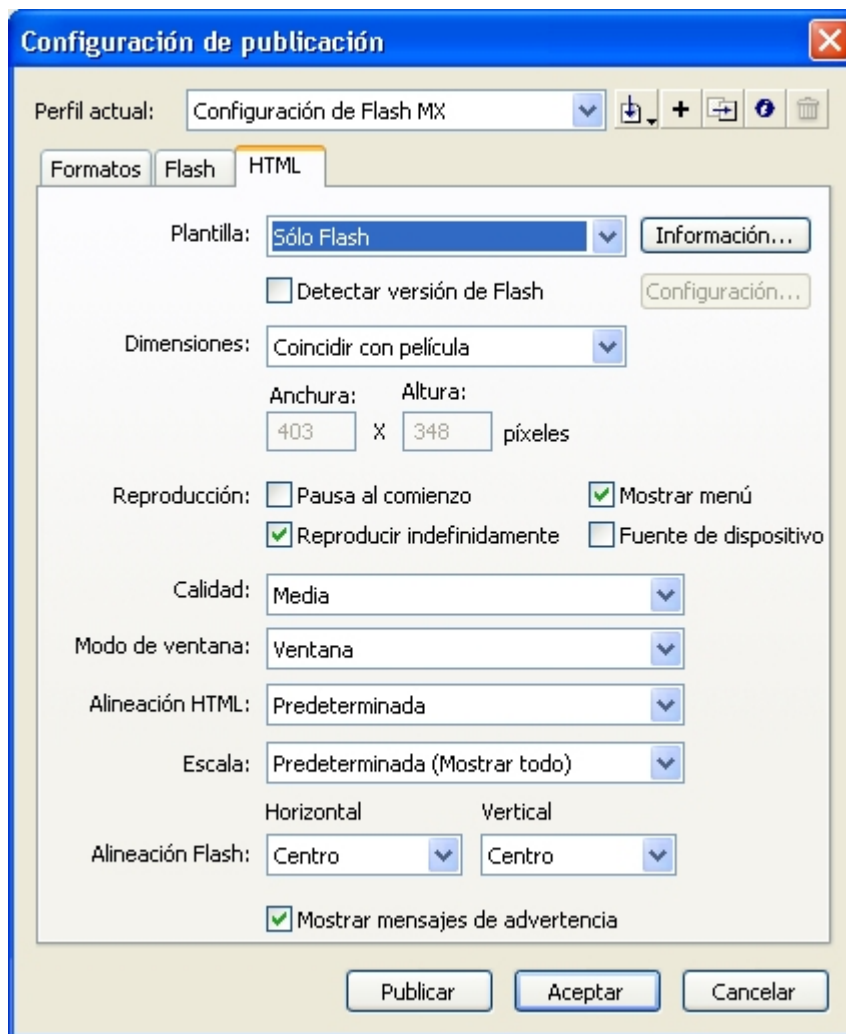 Configuración de publicación
Perfil actual: Configuración de Flash MX
Formatos Flash HTML
Plantilla: Sólo Flash Información...
Detectar versión de Flash Configuración...
Dimensiones: Coincidir con película
Anchura: Altura:
403 X 348 píxeles
Reproducción: Pausa al comienzo Mostrar menú
Reproducir indefinidamente Fuente de dispositivo
Calidad: Media
Modo de ventana: Ventana
Alineación HTML: Predeterminada
Escala: Predeterminada (Mostrar todo)
Horizontal Vertical
Alineación Flash: Centro Centro
Mostrar mensajes de advertencia
Publicar Aceptar Cancelar